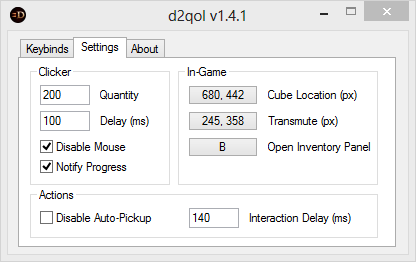 d2qol v1.4.1
Keybinds Settings About
Clicker
200 Quantity
100 Delay (ms)
Disable Mouse
Notify Progress
In-Game
680, 442 Cube Location (px)
245, 358 Transmute (px)
B Open Inventory Panel
Actions
Disable Auto-Pickup 140 Interaction Delay (ms)